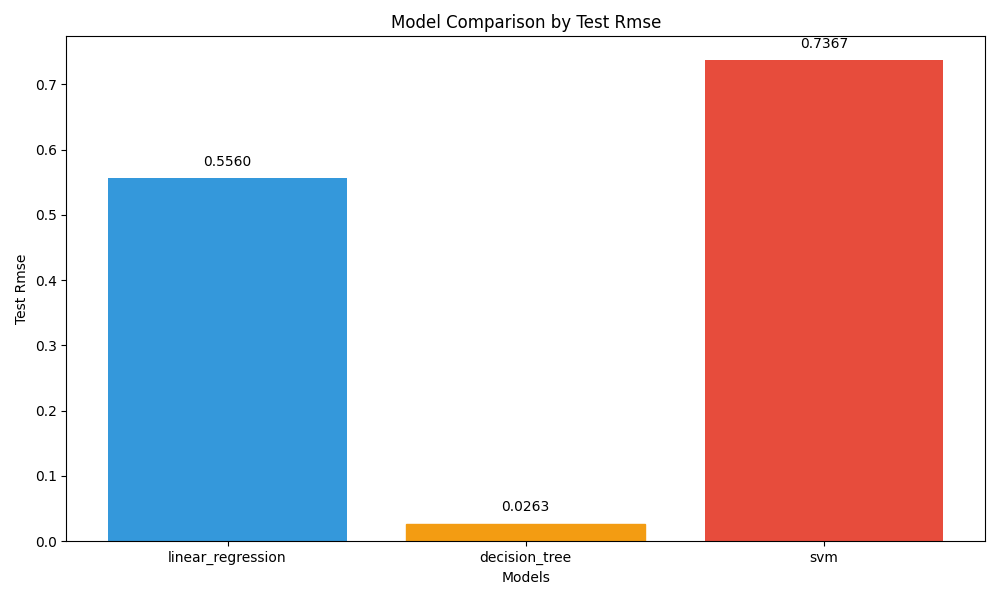 Model Comparison by Test Rmse
0.7367
0.7
0.6
0.5560
0.5
Test Rmse
0.4
0.3
0.2
0.1
0.0263
0.0
linear_regression
decision_tree
svm
Models